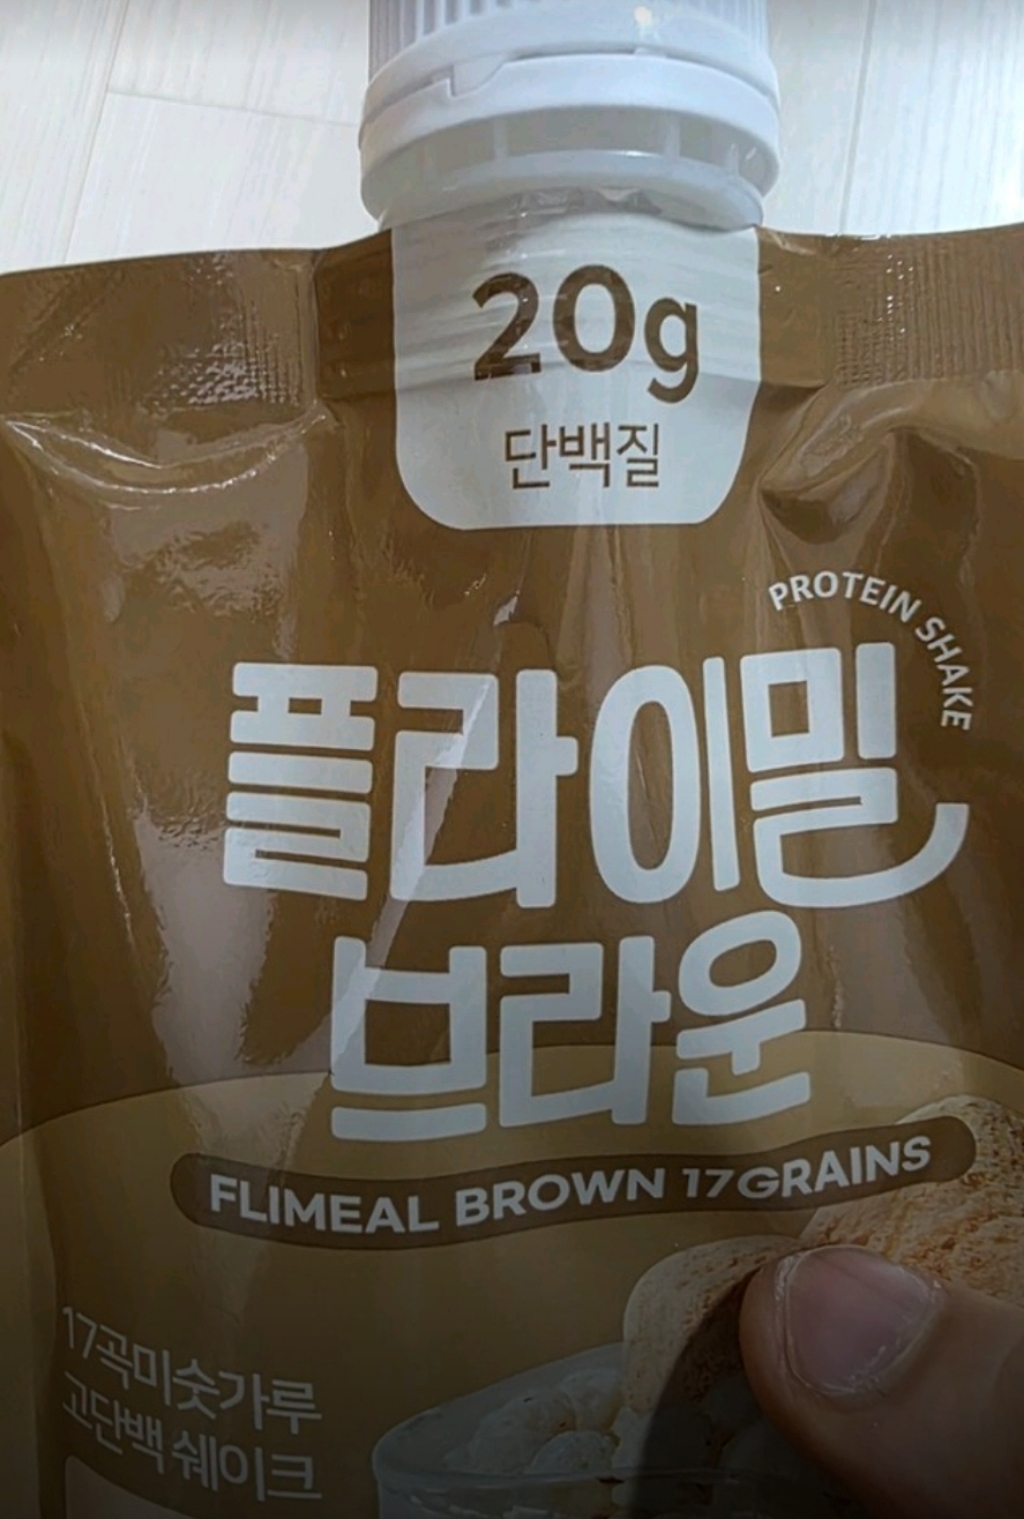 20g
단백질
PROTEIN SHAKE
플라이밀
브라운
FLIMEAL BROWN 17GRAINS
17곡미숫가루
고단백 쉐이크